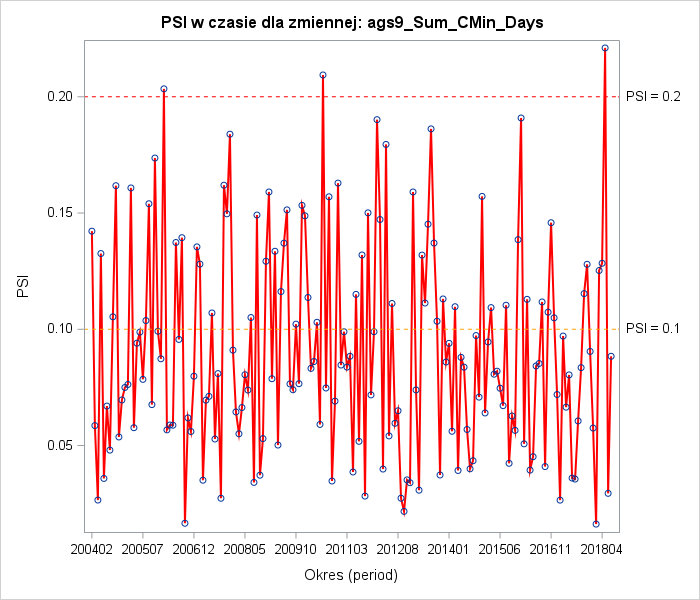 PSI w czasie dla zmiennej: ags9_Sum_CMin_Days
0.20
0.15
0.10
0.05
PSI
PSI = 0.2
PSI = 0.1
200402 200507 200612 200805 200910 201103 201208 201401 201506 201611 201804
Okres (period)